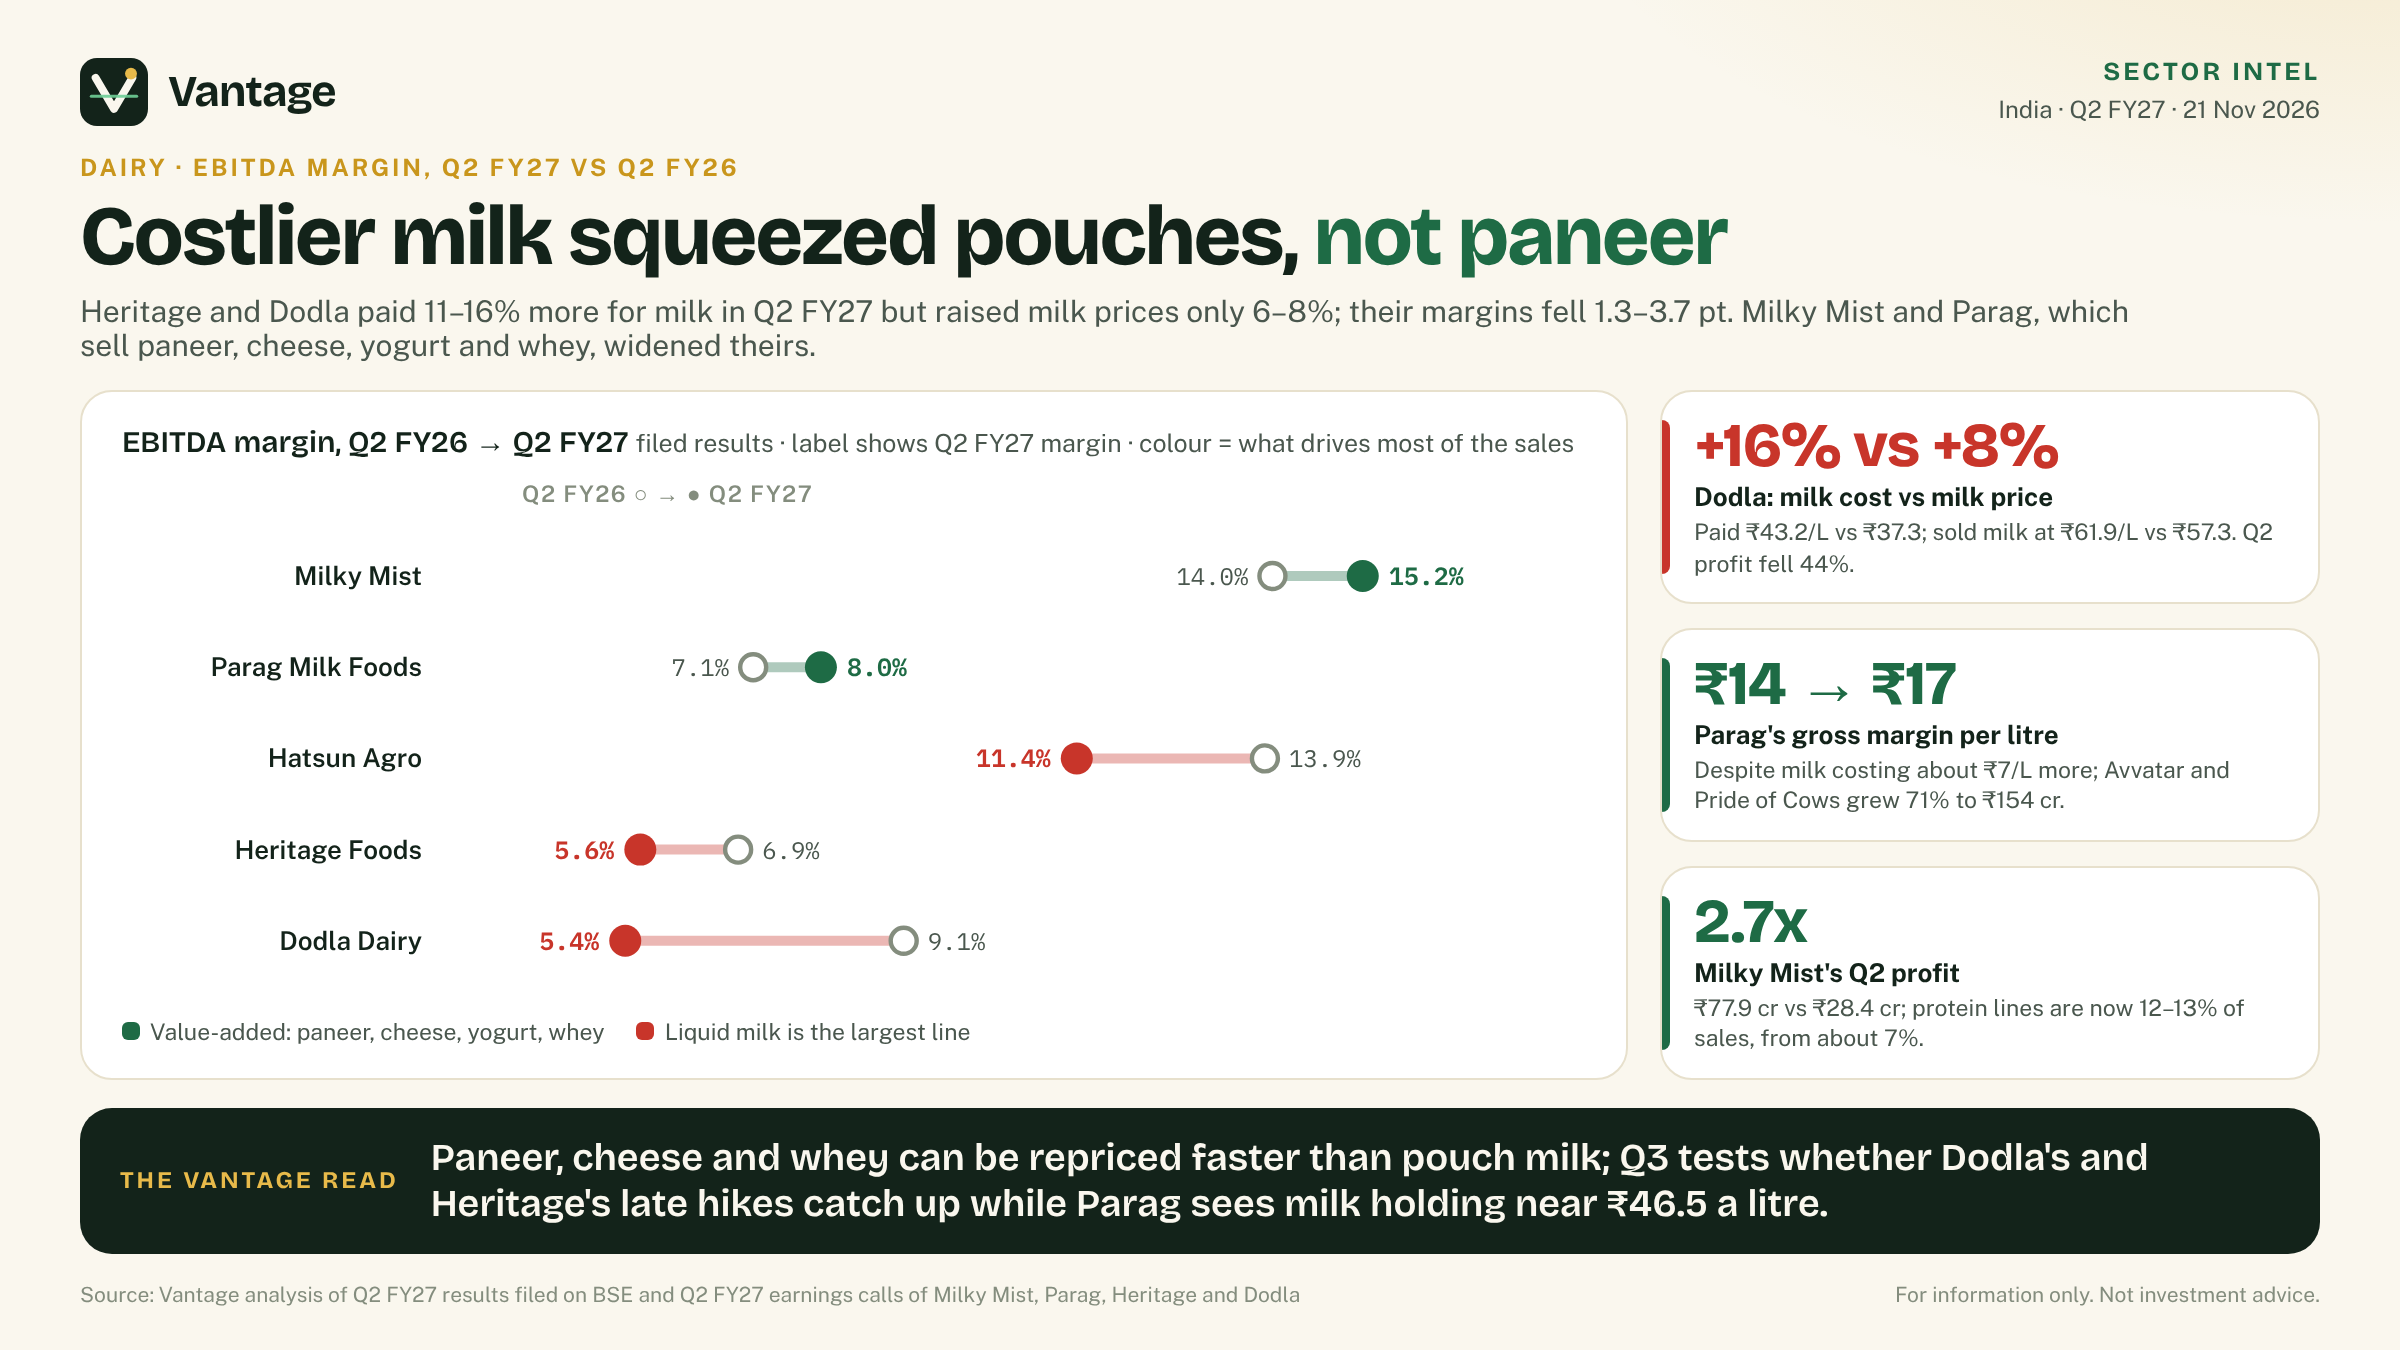 Vantage
SECTOR INTEL
India · Q2 FY27 · 21 Nov 2026
DAIRY · EBITDA MARGIN, Q2 FY27 VS Q2 FY26
Costlier milk squeezed pouches, not paneer
Heritage and Dodla paid 11–16% more for milk in Q2 FY27 but raised milk prices only 6–8%; their margins fell 1.3–3.7 pt. Milky Mist and Parag, which
sell paneer, cheese, yogurt and whey, widened theirs.
EBITDA margin, Q2 FY26 → Q2 FY27 filed results · label shows Q2 FY27 margin · colour = what drives most of the sales
Q2 FY26 ○ → ● Q2 FY27
Milky Mist 14.0% 15.2%
Parag Milk Foods 7.1% 8.0%
Hatsun Agro 11.4% 13.9%
Heritage Foods 5.6% 6.9%
Dodla Dairy 5.4% 9.1%
Value-added: paneer, cheese, yogurt, whey Liquid milk is the largest line
+16% vs +8%
Dodla: milk cost vs milk price
Paid ₹43.2/L vs ₹37.3; sold milk at ₹61.9/L vs ₹57.3. Q2
profit fell 44%.
₹14 → ₹17
Parag's gross margin per litre
Despite milk costing about ₹7/L more; Avvatar and
Pride of Cows grew 71% to ₹154 cr.
2.7x
Milky Mist's Q2 profit
₹77.9 cr vs ₹28.4 cr; protein lines are now 12–13% of
sales, from about 7%.
THE VANTAGE READ
Paneer, cheese and whey can be repriced faster than pouch milk; Q3 tests whether Dodla's and
Heritage's late hikes catch up while Parag sees milk holding near ₹46.5 a litre.
Source: Vantage analysis of Q2 FY27 results filed on BSE and Q2 FY27 earnings calls of Milky Mist, Parag, Heritage and Dodla
For information only. Not investment advice.